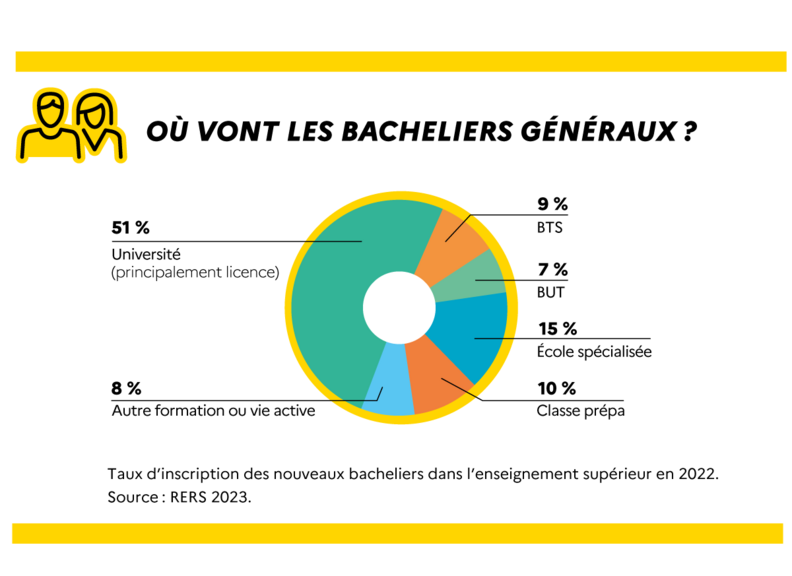 OÙ VONT LES BACHELIERS GÉNÉRAUX ?
51 %
Université
(principalement licence)
8 %
Autre formation ou vie active
9 %
BTS
7 %
BUT
15 %
École spécialisée
10 %
Classe prépa
Taux d’inscription des nouveaux bacheliers dans l’enseignement supérieur en 2022.
Source : RERS 2023.